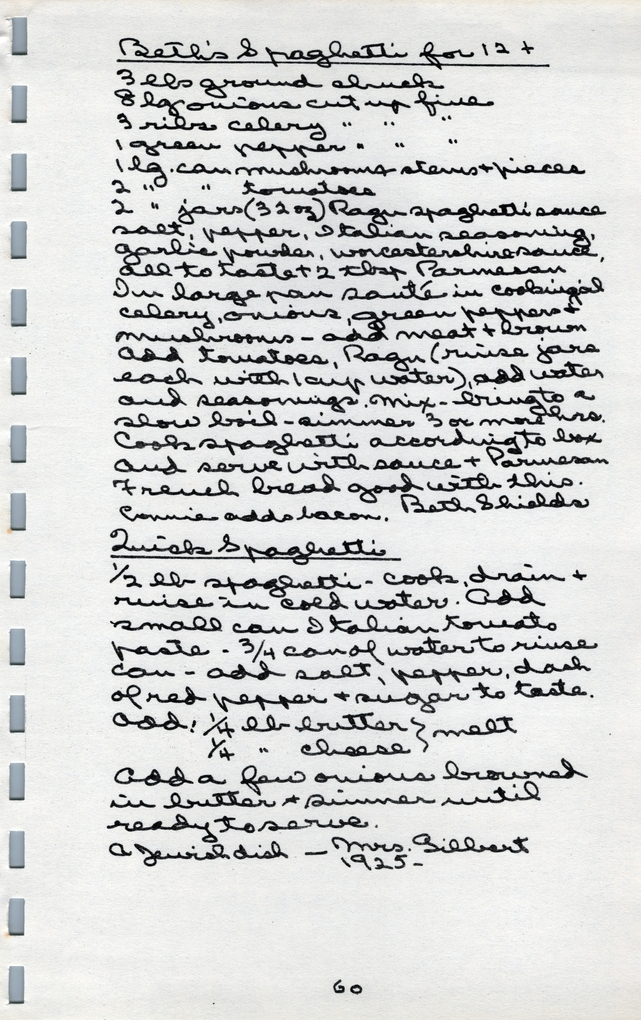 Beth's Spaghetti for 12 +
3 lbs ground chuck
8 lg onions cut up fine
3 ribs celery " " "
1 green pepper " " "
1 lg. can mushrooms stems + pieces
2 " " tomatoes
2 " jars (32 oz) Ragu spaghetti sauce
salt, pepper, Italian seasoning,
garlic powder, worcestershire sauce,
all to taste + 2 tbsp Parmesan
In large pan sauté in cooking oil
celery, onions, green peppers +
mushrooms - add meat + brown
Add tomatoes, Ragu (rinse jars
each with 1 cup water), add water
and seasonings. Mix - bring to a
slow boil - simmer 3 or more hrs.
Cook spaghetti according to box
and serve with sauce + Parmesan
French bread good with this.
Connie adds bacon. Beth Shields
Quick Spaghetti
1/2 lb spaghetti - cook, drain +
rinse in cold water. Add
small can Italian tomato
paste - 3/4 can of water to rinse
can - add salt, pepper, dash
of red pepper + sugar to taste.
Add: 1/4 lb butter } melt
1/4 " cheese }
Add a few onions browned
in butter + simmer until
ready to serve.
A Jewish dish - Mrs. Gilbert
1925-
60